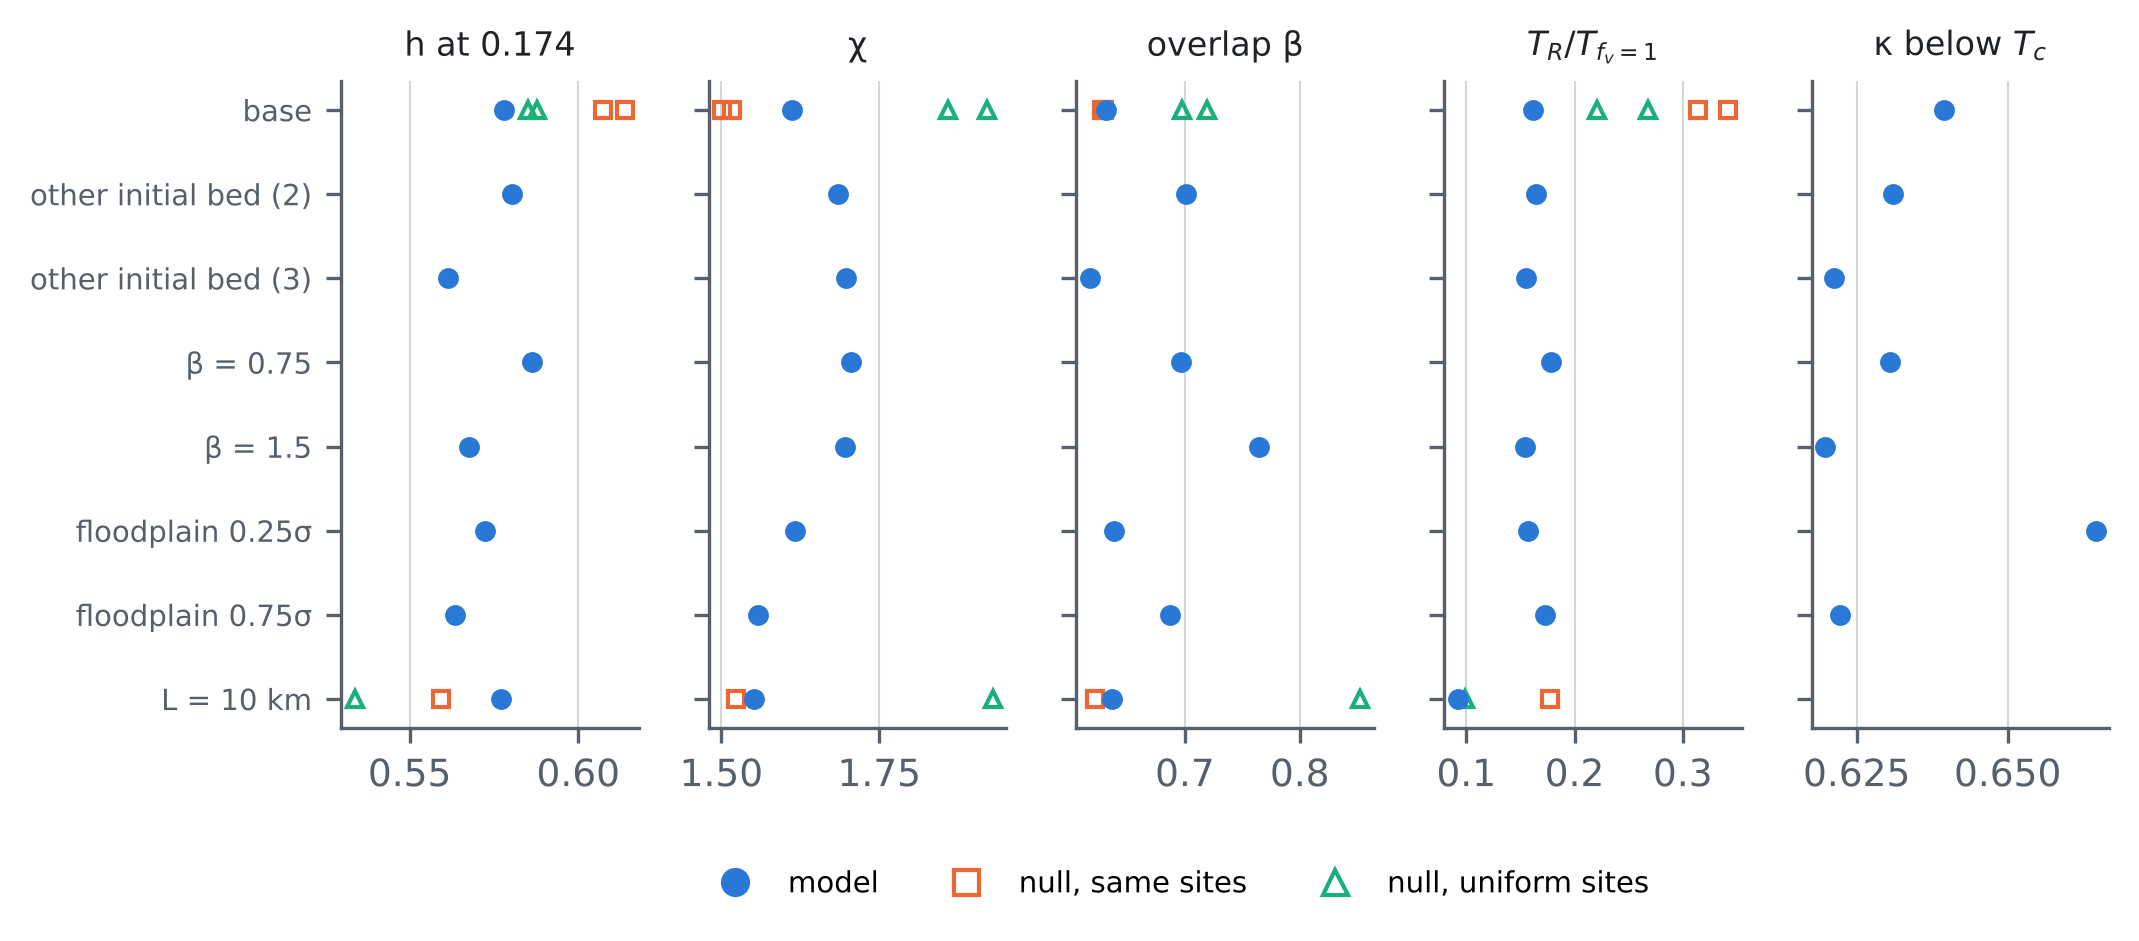 h at 0.174
χ
overlap β
T_R/T_{f_v=1}
κ below T_c
base
other initial bed (2)
other initial bed (3)
β = 0.75
β = 1.5
floodplain 0.25σ
floodplain 0.75σ
L = 10 km
0.55 0.60
1.50 1.75
0.7 0.8
0.1 0.2 0.3
0.625 0.650
model
null, same sites
null, uniform sites